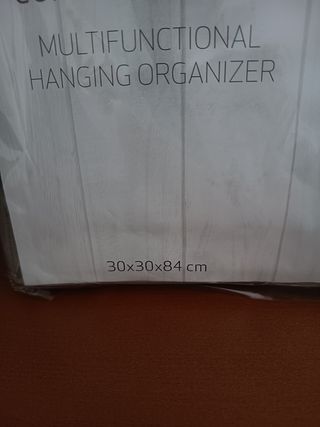 MULTIFUNCTIONAL
HANGING ORGANIZER
30x30x84 cm